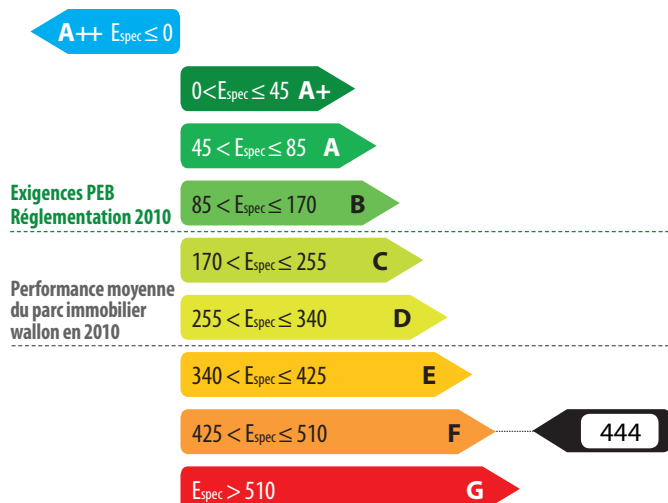 A++ Espec ≤ 0
0<Espec ≤ 45 A+
45 < Espec ≤ 85 A
Exigences PEB
Réglementation 2010
85 < Espec ≤ 170 B
170 < Espec ≤ 255 C
Performance moyenne
du parc immobilier
wallon en 2010
255 < Espec ≤ 340 D
340 < Espec ≤ 425 E
425 < Espec ≤ 510 F
444
Espec > 510 G